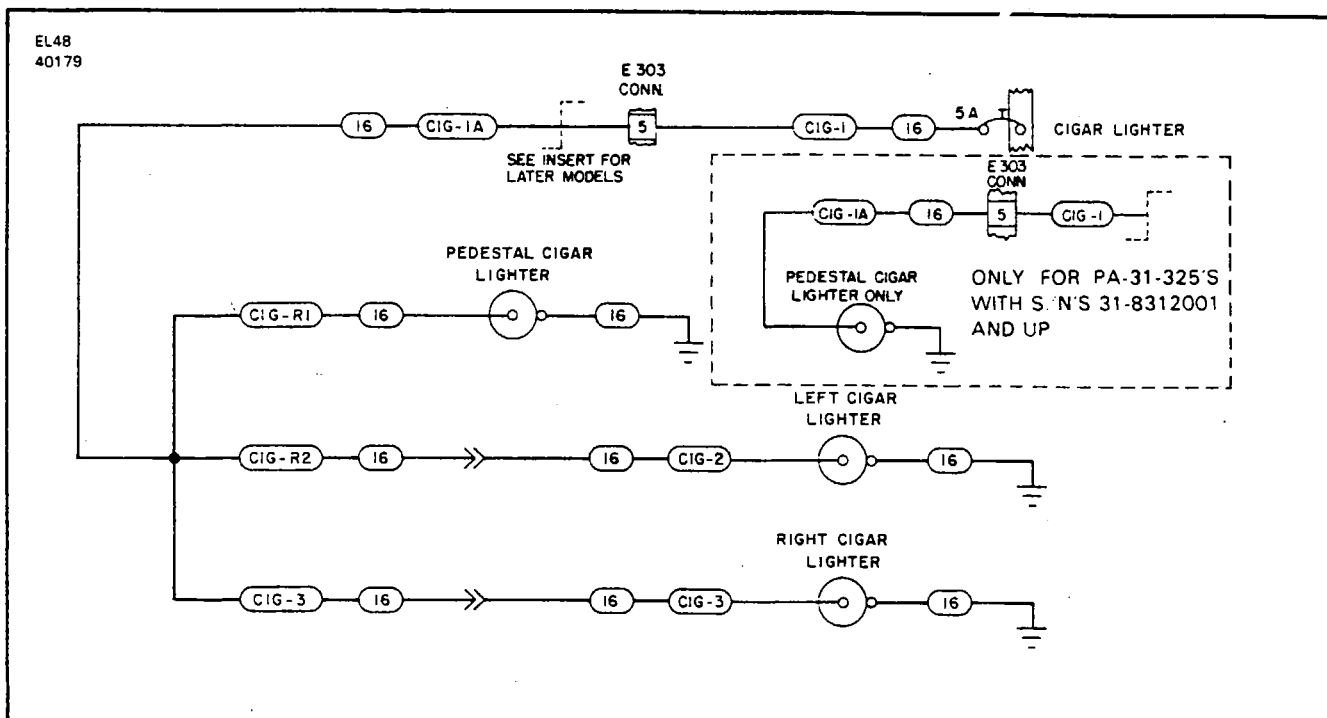 EL48
40179
E 303
CONN.
16
CIG-1A
5
CIG-1
16
5 A
CIGAR LIGHTER
SEE INSERT FOR
LATER MODELS
E 303
CONN
CIG-1A
16
5
CIG-1
PEDESTAL CIGAR
LIGHTER ONLY
ONLY FOR PA-31-325'S
WITH S. N'S 31-8312001
AND UP
PEDESTAL CIGAR
LIGHTER
CIG-R1
16
16
LEFT CIGAR
LIGHTER
CIG-R2
16
16
CIG-2
16
RIGHT CIGAR
LIGHTER
CIG-3
16
16
CIG-3
16